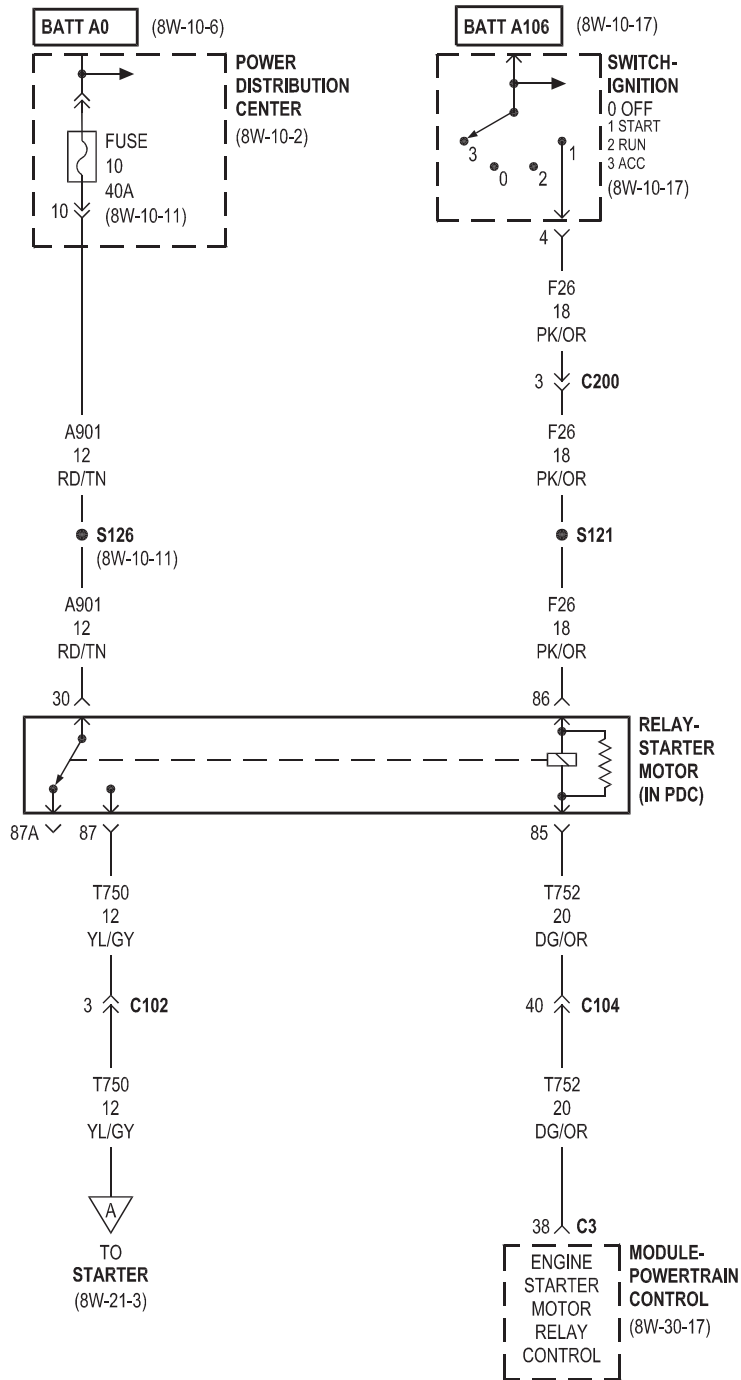 BATT A0
(8W-10-6)
POWER
DISTRIBUTION
CENTER
(8W-10-2)
FUSE
10
40A
(8W-10-11)
10
BATT A106
(8W-10-17)
SWITCH-
IGNITION
0 OFF
1 START
2 RUN
3 ACC
(8W-10-17)
3
0
2
1
4
F26
18
PK/OR
3
C200
A901
12
RD/TN
F26
18
PK/OR
S126
(8W-10-11)
S121
A901
12
RD/TN
F26
18
PK/OR
30
86
RELAY-
STARTER
MOTOR
(IN PDC)
87A
87
85
T750
12
YL/GY
T752
20
DG/OR
3
C102
40
C104
T750
12
YL/GY
T752
20
DG/OR
A
TO
STARTER
(8W-21-3)
38
C3
ENGINE
STARTER
MOTOR
RELAY
CONTROL
MODULE-
POWERTRAIN
CONTROL
(8W-30-17)